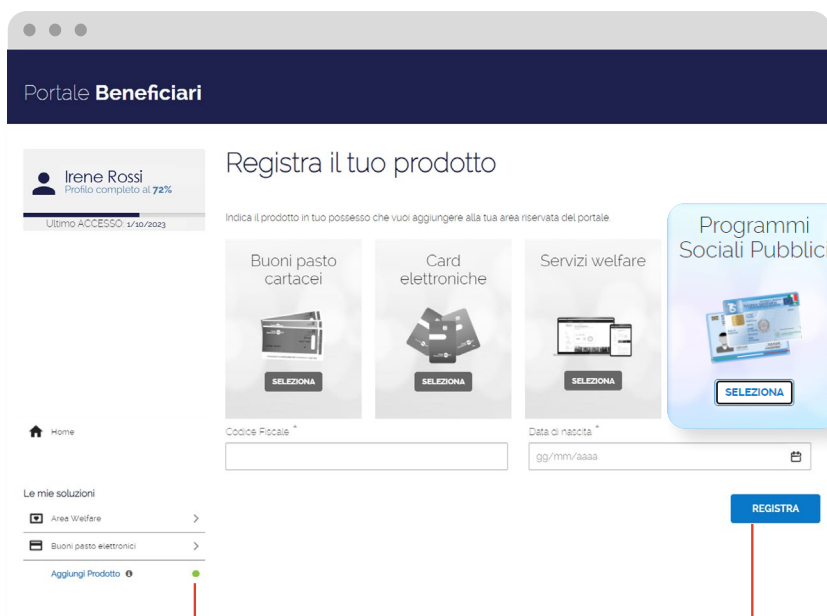 Portale Beneficiari
Irene Rossi
Profilo completo al 72%
Ultimo ACCESSO: 1/10/2023
Registra il tuo prodotto
Indica il prodotto in tuo possesso che vuoi aggiungere alla tua area riservata del portale.
Buoni pasto
cartacei
SELEZIONA
Card
elettroniche
SELEZIONA
Servizi welfare
SELEZIONA
Programmi
Sociali Pubblici
SELEZIONA
Home
Codice Fiscale *
Data di nascita *
gg/mm/aaaa
Le mie soluzioni
Area Welfare
Buoni pasto elettronici
Aggiungi Prodotto
REGISTRA